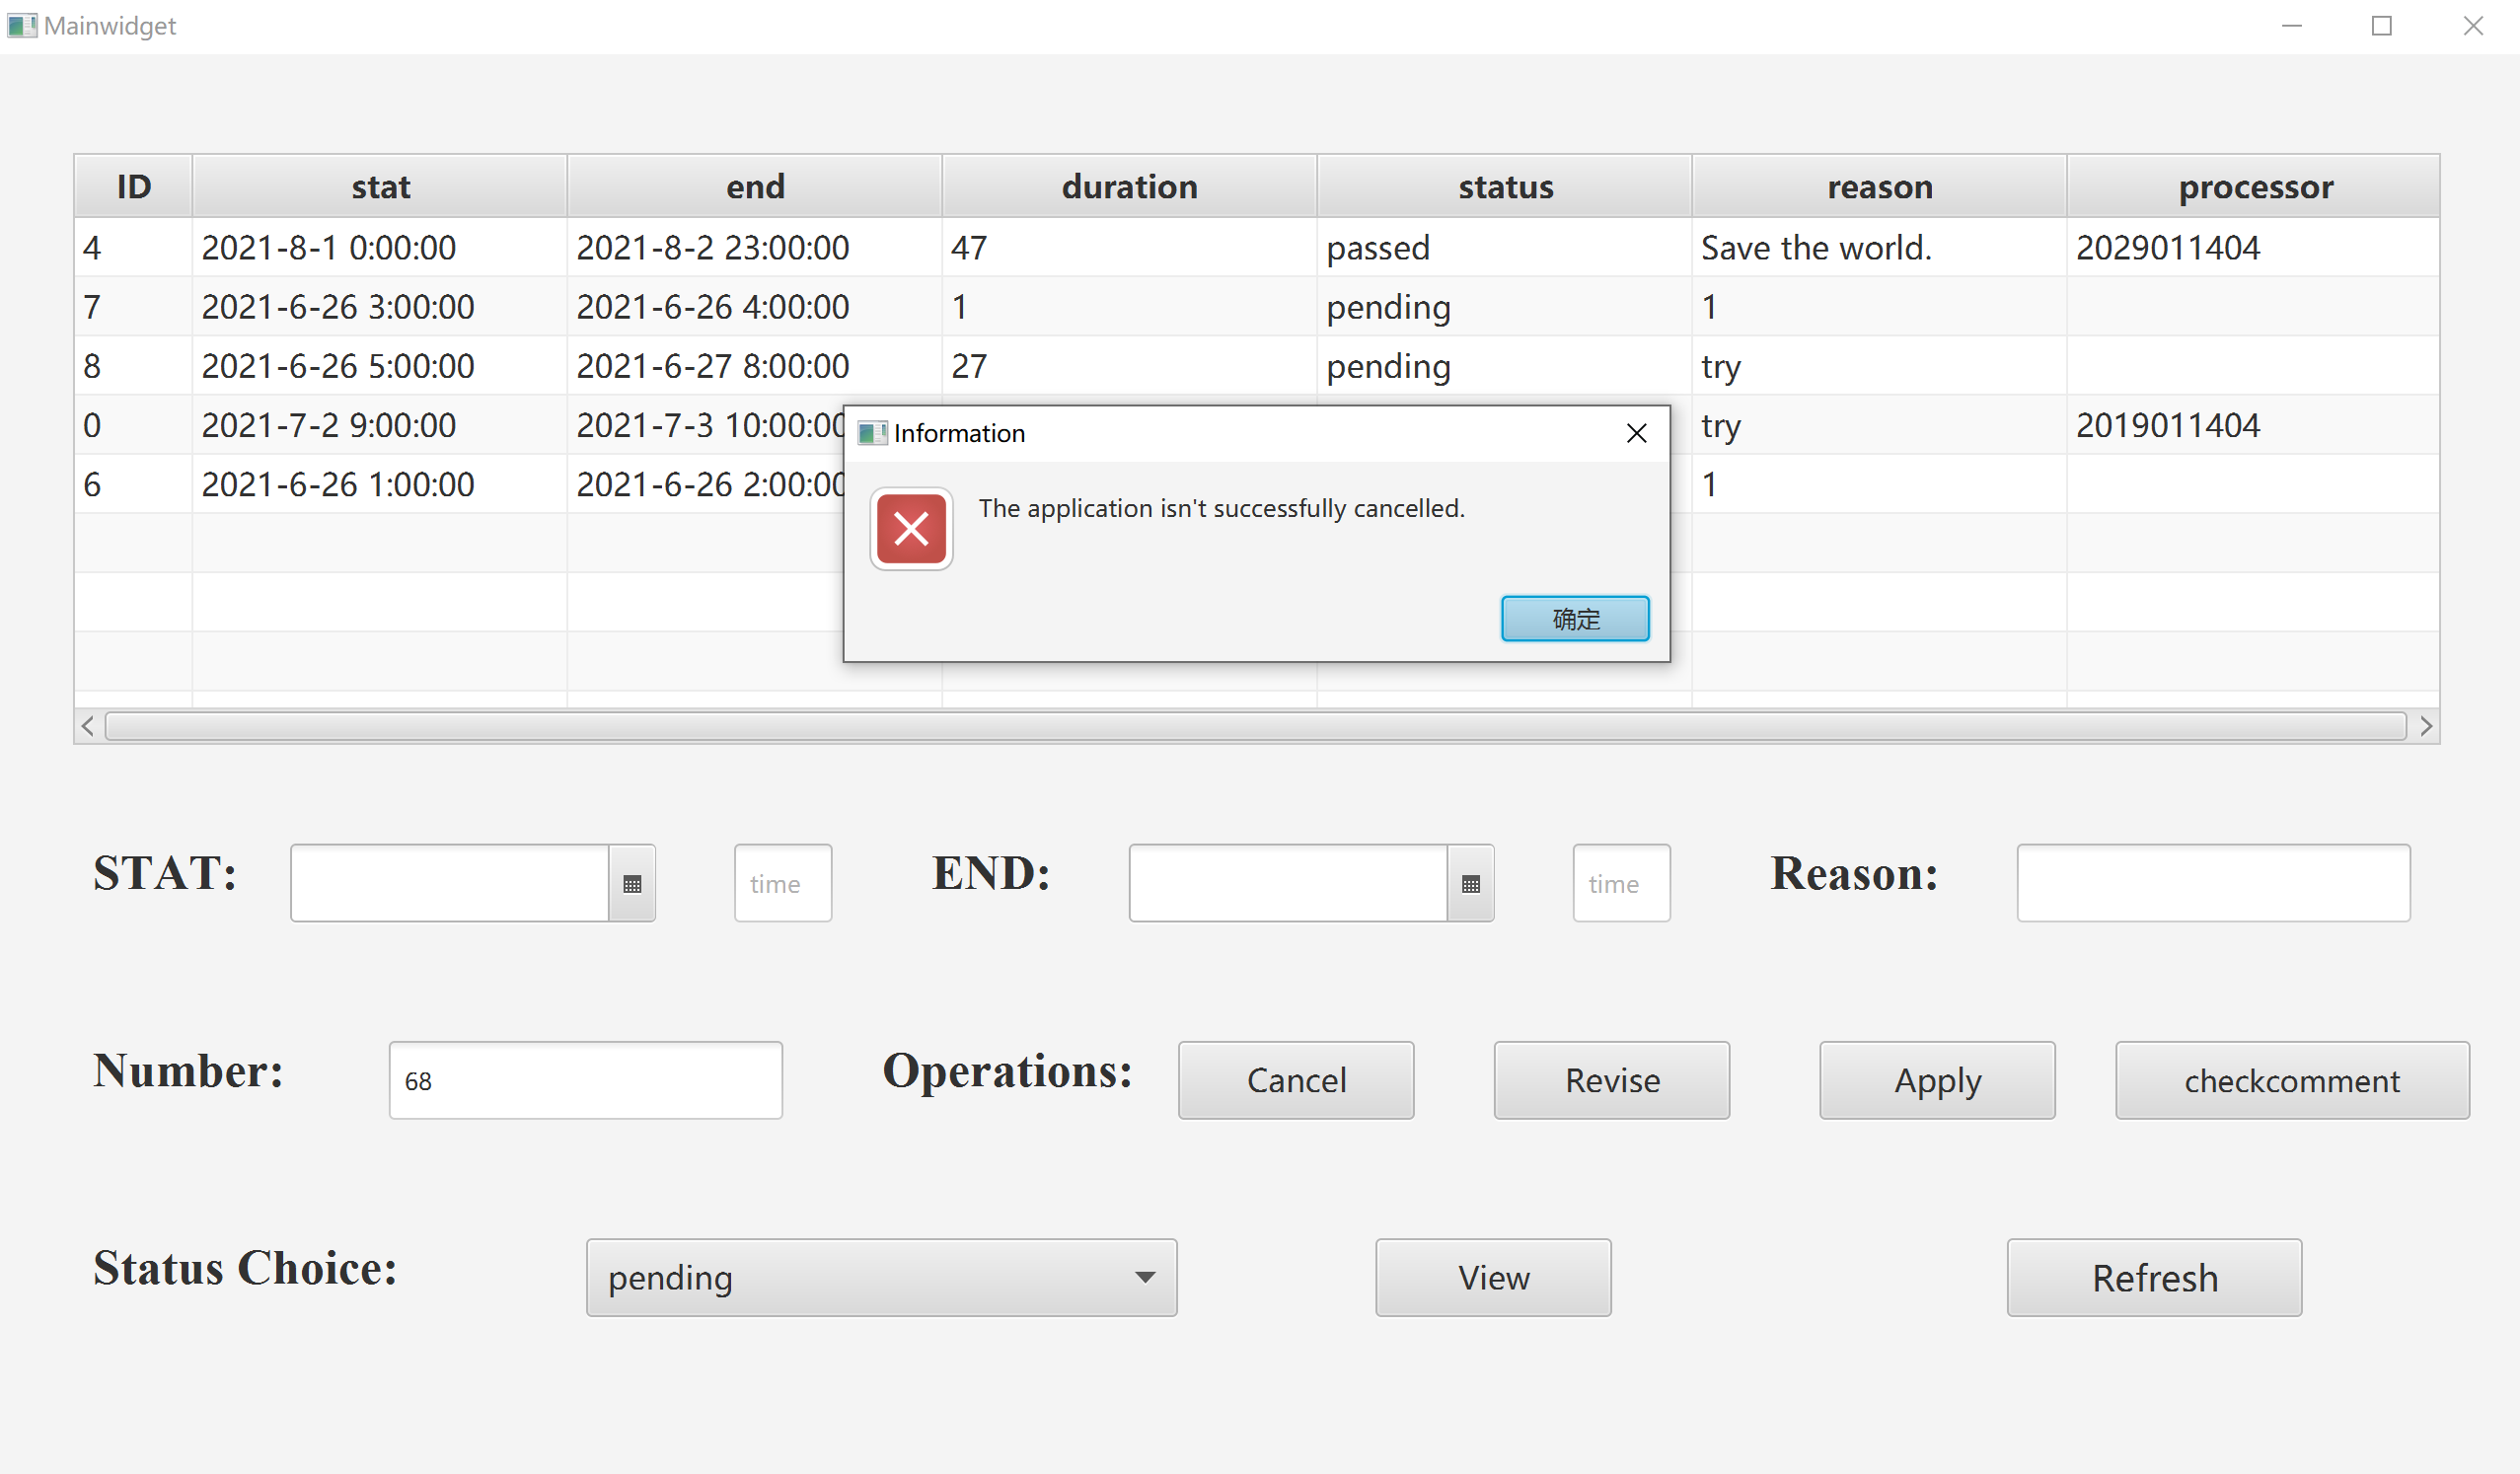 Mainwidget
ID stat end duration status reason processor
4 2021-8-1 0:00:00 2021-8-2 23:00:00 47 passed Save the world. 2029011404
7 2021-6-26 3:00:00 2021-6-26 4:00:00 1 pending 1
8 2021-6-26 5:00:00 2021-6-27 8:00:00 27 pending try
0 2021-7-2 9:00:00 2021-7-3 10:00:00 try 2019011404
6 2021-6-26 1:00:00 2021-6-26 2:00:00 1
Information
The application isn't successfully cancelled.
确定
STAT: time END: time Reason:
Number: 68 Operations: Cancel Revise Apply checkcomment
Status Choice: pending View Refresh